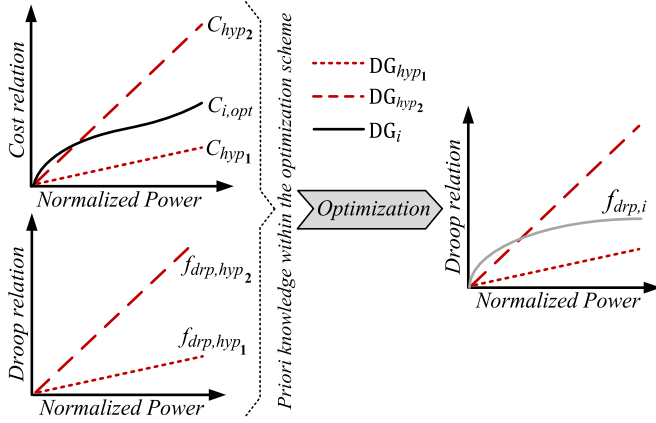 Cost relation
C_hyp2
C_i,opt
C_hyp1
Normalized Power
Droop relation
f_drp,hyp2
f_drp,hyp1
Normalized Power
Priori knowledge within the optimization scheme
DG_hyp1
DG_hyp2
DG_i
Optimization
Droop relation
f_drp,i
Normalized Power